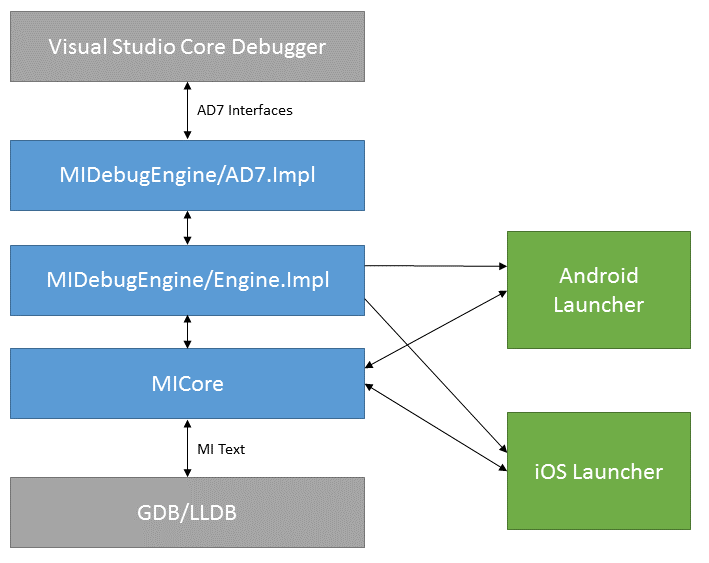 Visual Studio Core Debugger
AD7 Interfaces
MIDebugEngine/AD7.Impl
MIDebugEngine/Engine.Impl
Android
Launcher
MICore
MI Text
iOS Launcher
GDB/LLDB